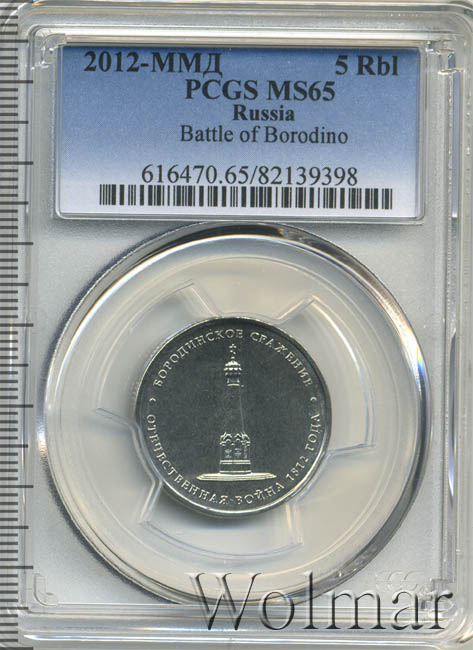 2012-ММД 5 Rbl
PCGS MS65
Russia
Battle of Borodino
616470.65/82139398
БОРОДИНСКОЕ СРАЖЕНИЕ
ОТЕЧЕСТВЕННАЯ ВОЙНА 1812 ГОДА
Wolmar